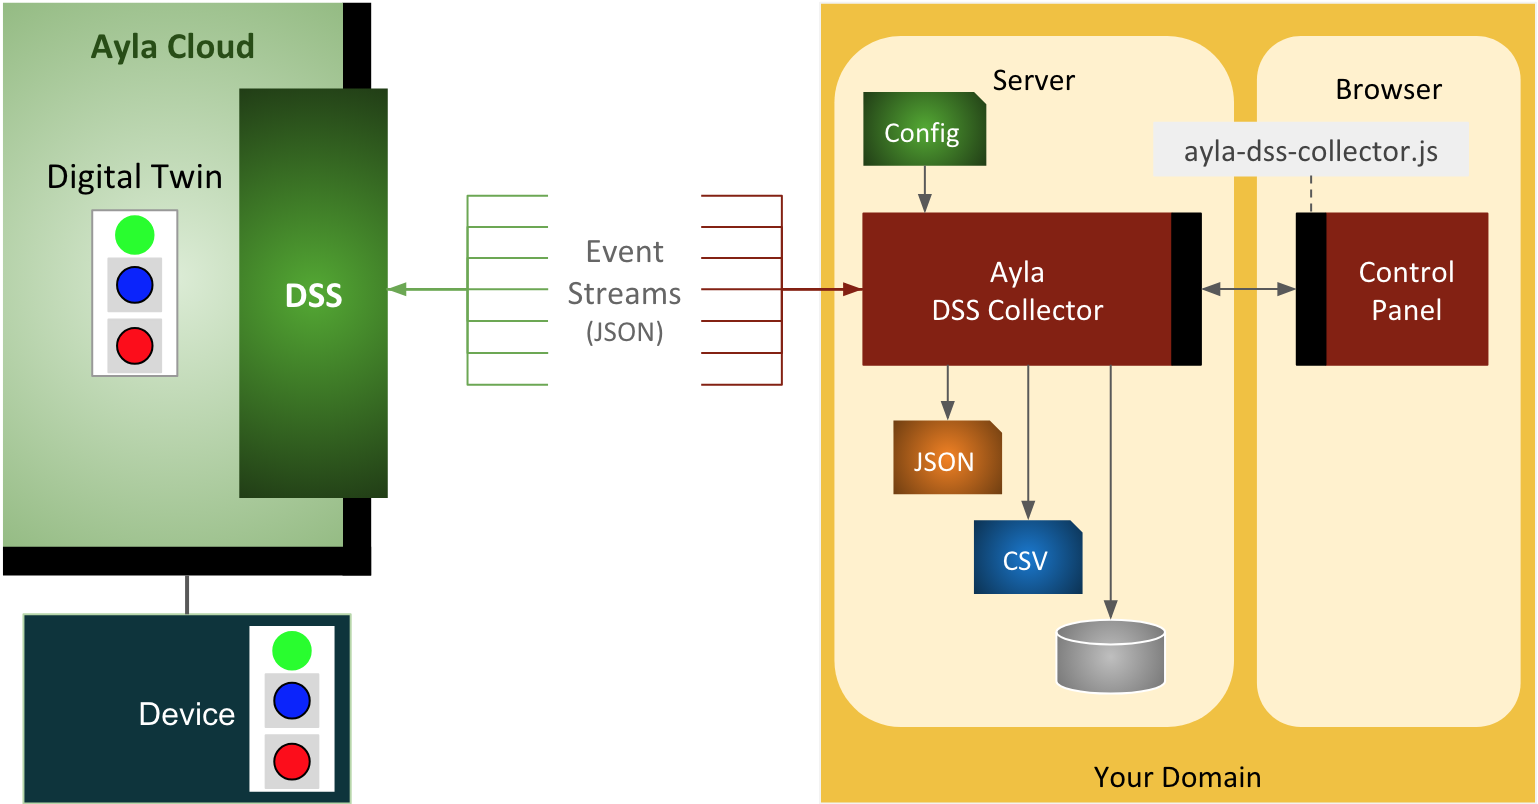 Ayla Cloud
Digital Twin
DSS
Device
Event
Streams
(JSON)
Server
Config
Ayla
DSS Collector
JSON
CSV
Browser
ayla-dss-collector.js
Control
Panel
Your Domain